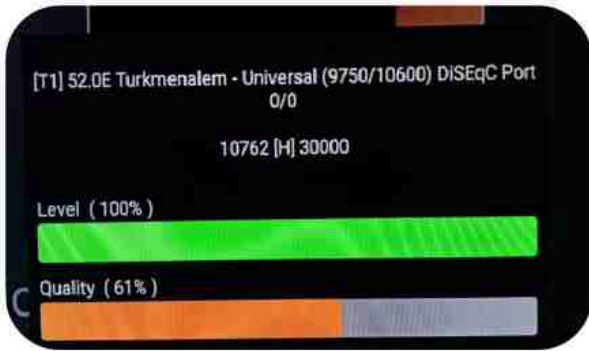 [T1] 52.0E Turkmenalem - Universal (9750/10600) DiSEqC Port
0/0
10762 [H] 30000
Level ( 100% )
Quality ( 61% )